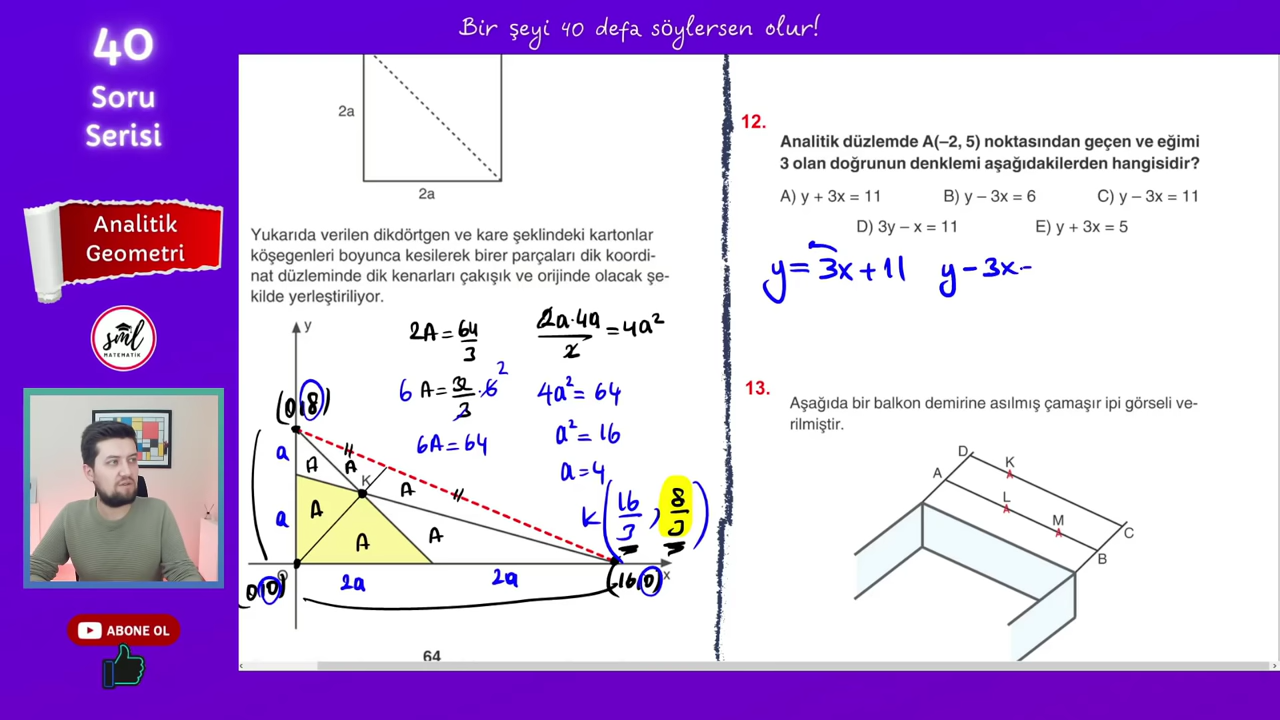 Bir şeyi 40 defa söylersen olur!
40
Soru
Serisi
Analitik
Geometri
sml
MATEMATİK
ABONE OL
2a
2a
Yukarıda verilen dikdörtgen ve kare şeklindeki kartonlar
köşegenleri boyunca kesilerek birer parçaları dik koordi-
nat düzleminde dik kenarları çakışık ve orijinde olacak şe-
kilde yerleştiriliyor.
y
2A = 64/3
2a.4a/2 = 4a²
6 A = 32/3 . 6 2
4a² = 64
6A = 64
a² = 16
a = 4
(0,8)
a
A
A
K
A
a
A
A
A
K(16/3, 8/3)
O
x
(0,0)
2a
2a
(16,0)
64
12.
Analitik düzlemde A(–2, 5) noktasından geçen ve eğimi
3 olan doğrunun denklemi aşağıdakilerden hangisidir?
A) y + 3x = 11 B) y – 3x = 6 C) y – 3x = 11
D) 3y – x = 11 E) y + 3x = 5
y = 3x + 11 y – 3x
13.
Aşağıda bir balkon demirine asılmış çamaşır ipi görseli ve-
rilmiştir.
D
K
A
L
M
C
B